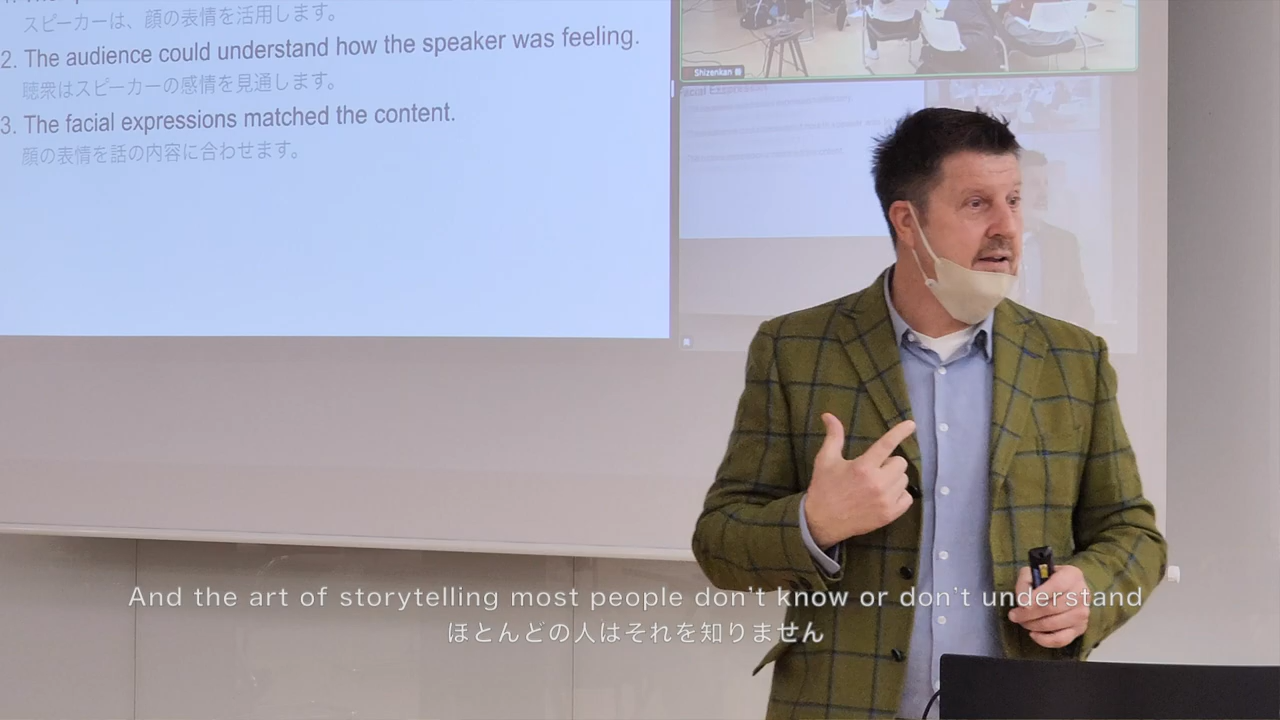 スピーカーは、顔の表情を活用します。
2. The audience could understand how the speaker was feeling.
聴衆はスピーカーの感情を見通します。
3. The facial expressions matched the content.
顔の表情を話の内容に合わせます。
Shizenkan
And the art of storytelling most people don't know or don't understand
ほとんどの人はそれを知りません